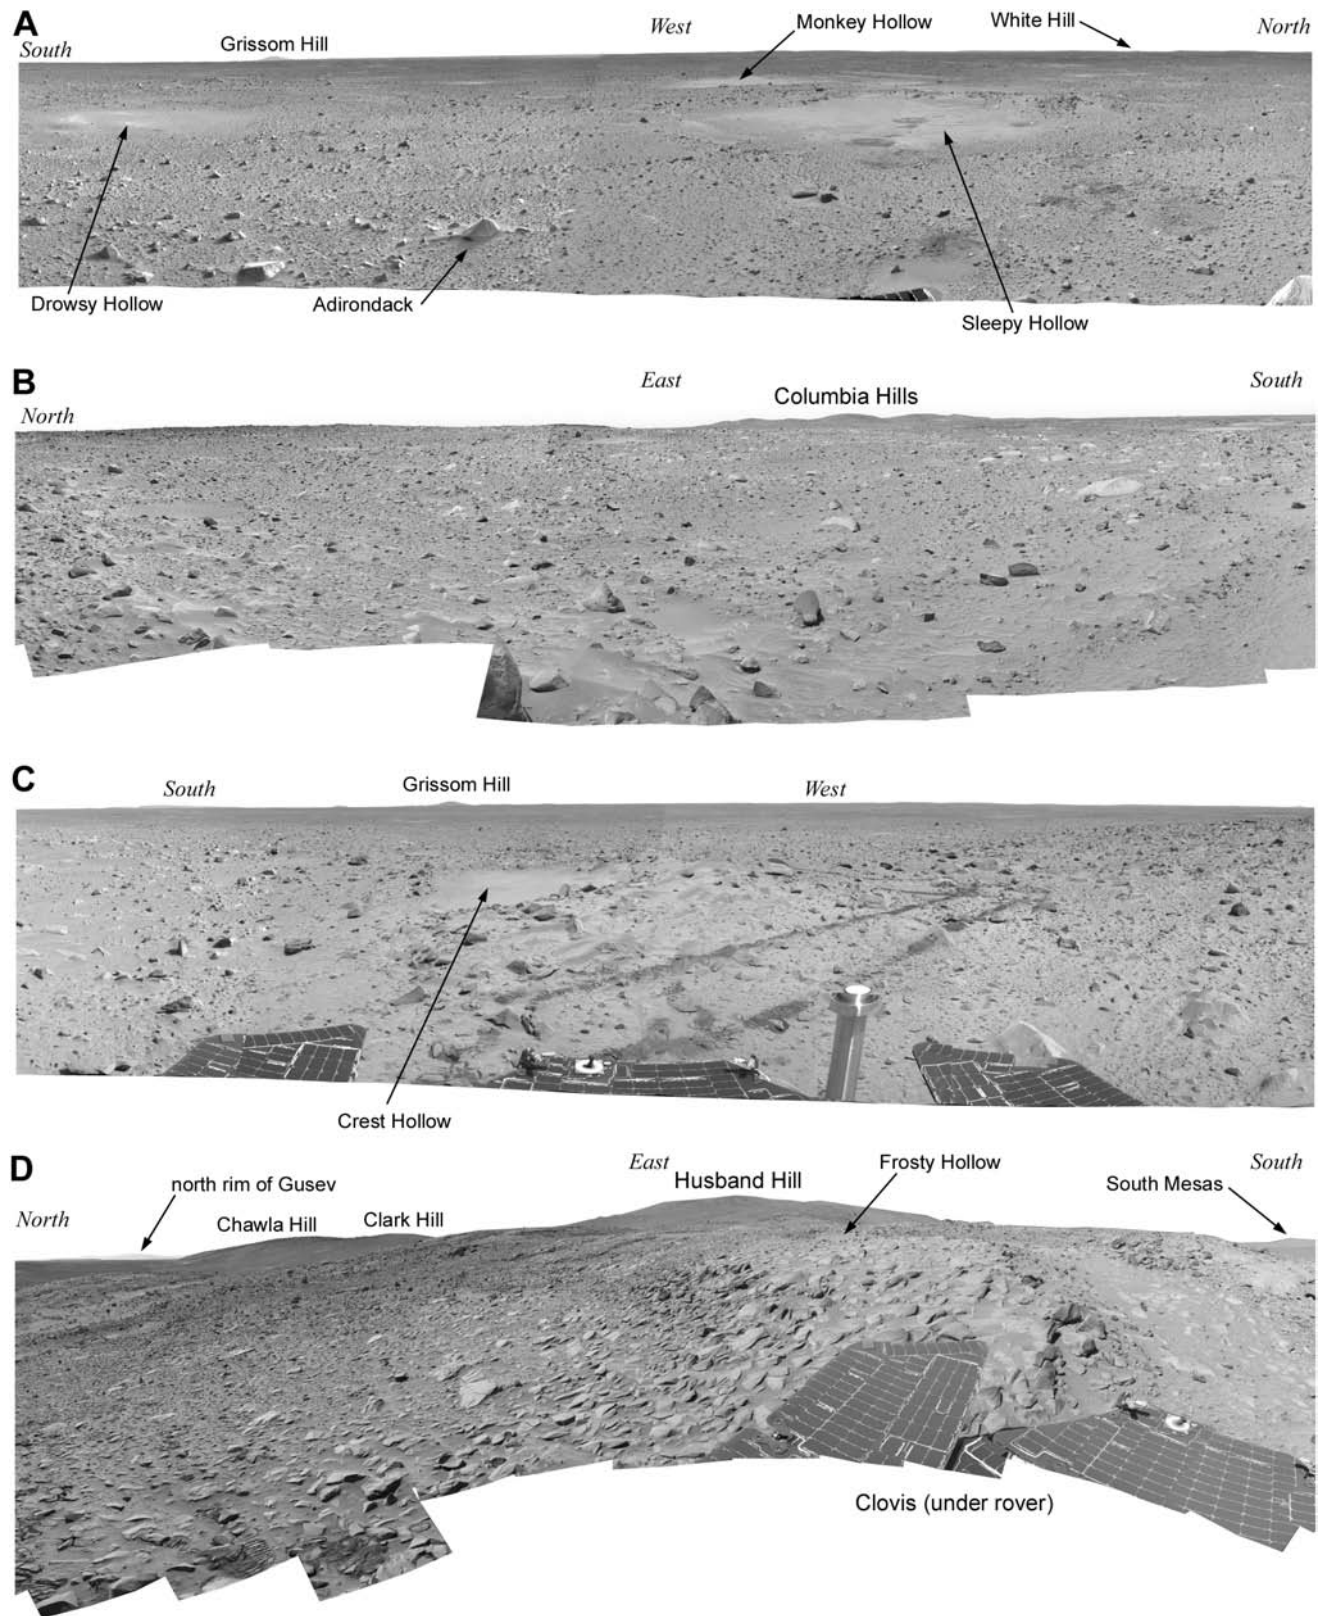 A
South
Grissom Hill
West
Monkey Hollow
White Hill
North
Drowsy Hollow
Adirondack
Sleepy Hollow
B
North
East
Columbia Hills
South
C
South
Grissom Hill
West
Crest Hollow
D
North
north rim of Gusev
Chawla Hill
Clark Hill
East
Husband Hill
Frosty Hollow
South Mesas
South
Clovis (under rover)